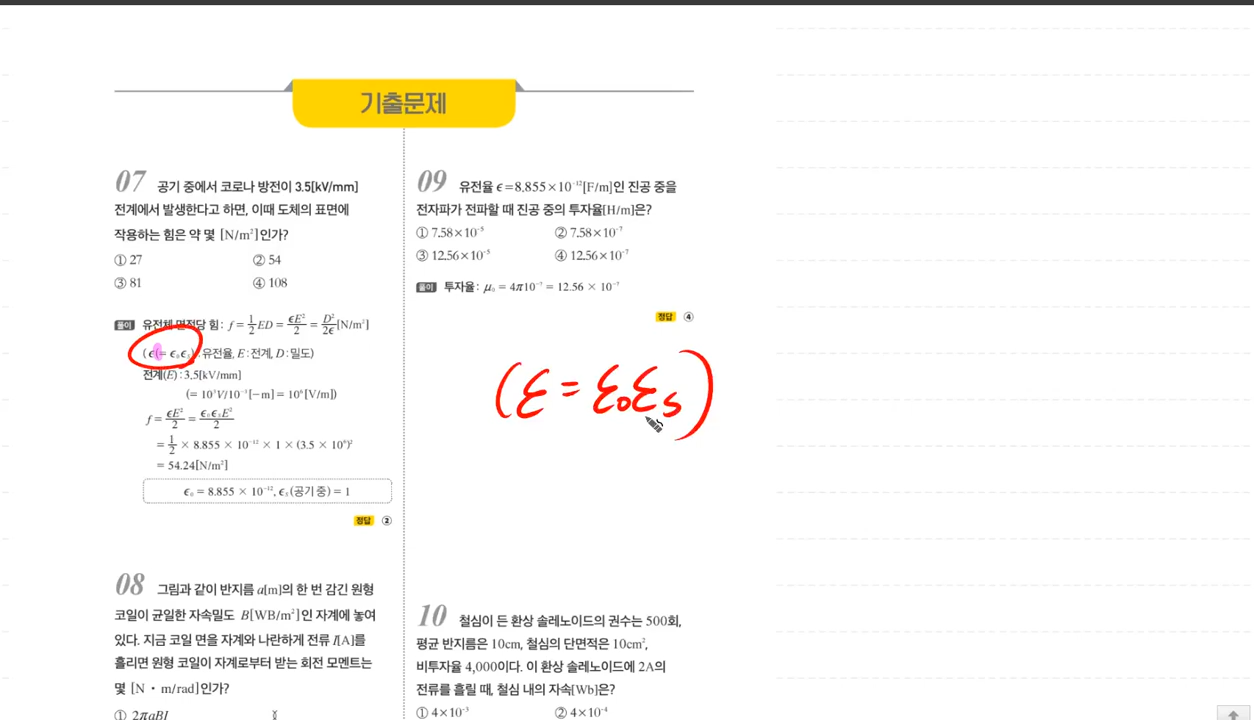 기출문제
07 공기 중에서 코로나 방전이 3.5[kV/mm]
전계에서 발생한다고 하면, 이때 도체의 표면에
작용하는 힘은 약 몇 [N/m²]인가?
① 27 ② 54
③ 81 ④ 108
풀이 유전체 면적당 힘 : f = 1/2 ED = ϵE²/2 = D²/2ϵ [N/m²]
(ϵ(= ϵ₀ϵₛ) : 유전율, E : 전계, D : 밀도)
전계(E) : 3.5[kV/mm]
(= 10³V/10⁻³[−m] = 10⁶[V/m])
f = ϵE²/2 = ϵ₀ϵₛE²/2
= 1/2 × 8.855 × 10⁻¹² × 1 × (3.5 × 10⁶)²
= 54.24[N/m²]
ϵ₀ = 8.855 × 10⁻¹², ϵₛ(공기 중) = 1
정답 ②
08 그림과 같이 반지름 a[m]의 한 번 감긴 원형
코일이 균일한 자속밀도 B[WB/m²]인 자계에 놓여
있다. 지금 코일 면을 자계와 나란하게 전류 I[A]를
흘리면 원형 코일이 자계로부터 받는 회전 모멘트는
몇 [N · m/rad]인가?
① 2πaBI
09 유전율 ϵ=8.855×10⁻¹²[F/m]인 진공 중을
전자파가 전파할 때 진공 중의 투자율[H/m]은?
① 7.58×10⁻⁵ ② 7.58×10⁻⁷
③ 12.56×10⁻⁵ ④ 12.56×10⁻⁷
풀이 투자율 : μ₀ = 4π10⁻⁷ = 12.56 × 10⁻⁷
정답 ④
(ε = ε₀εₛ)
10 철심이 든 환상 솔레노이드의 권수는 500회,
평균 반지름은 10cm, 철심의 단면적은 10cm²,
비투자율 4,000이다. 이 환상 솔레노이드에 2A의
전류를 흘릴 때, 철심 내의 자속[Wb]은?
① 4×10⁻³ ② 4×10⁻⁴